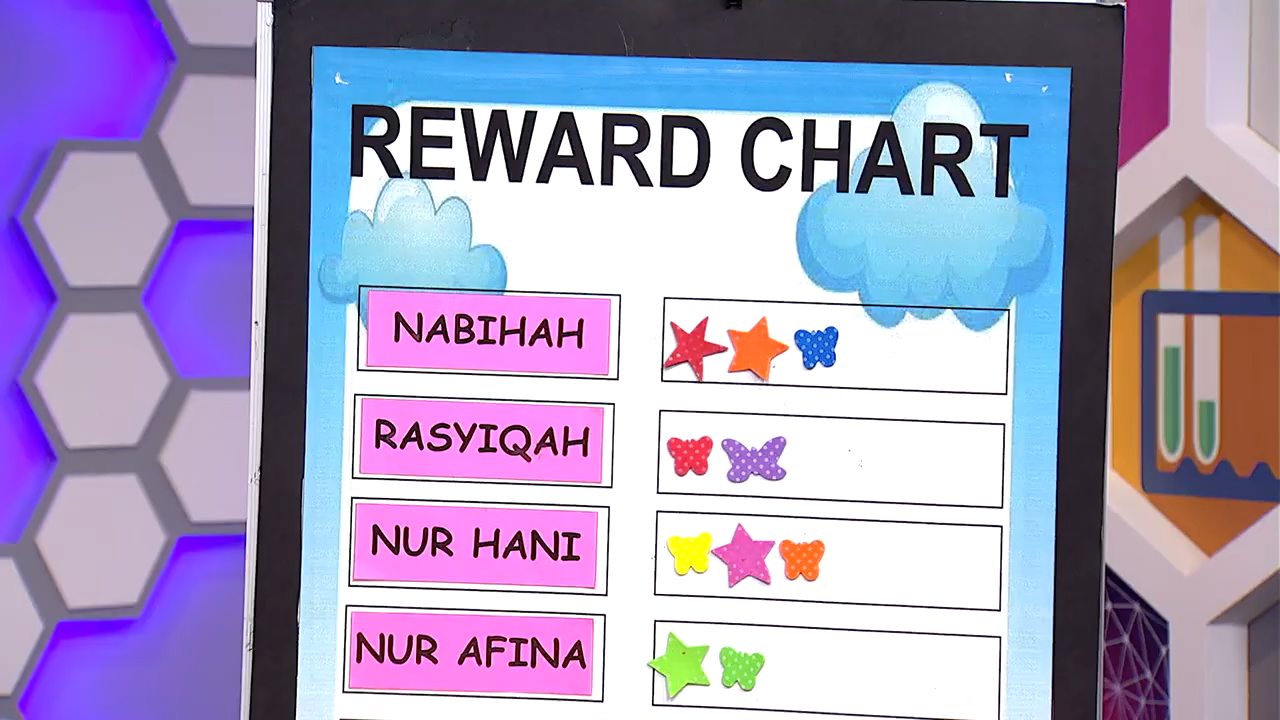 REWARD CHART
NABIHAH
RASYIQAH
NUR HANI
NUR AFINA